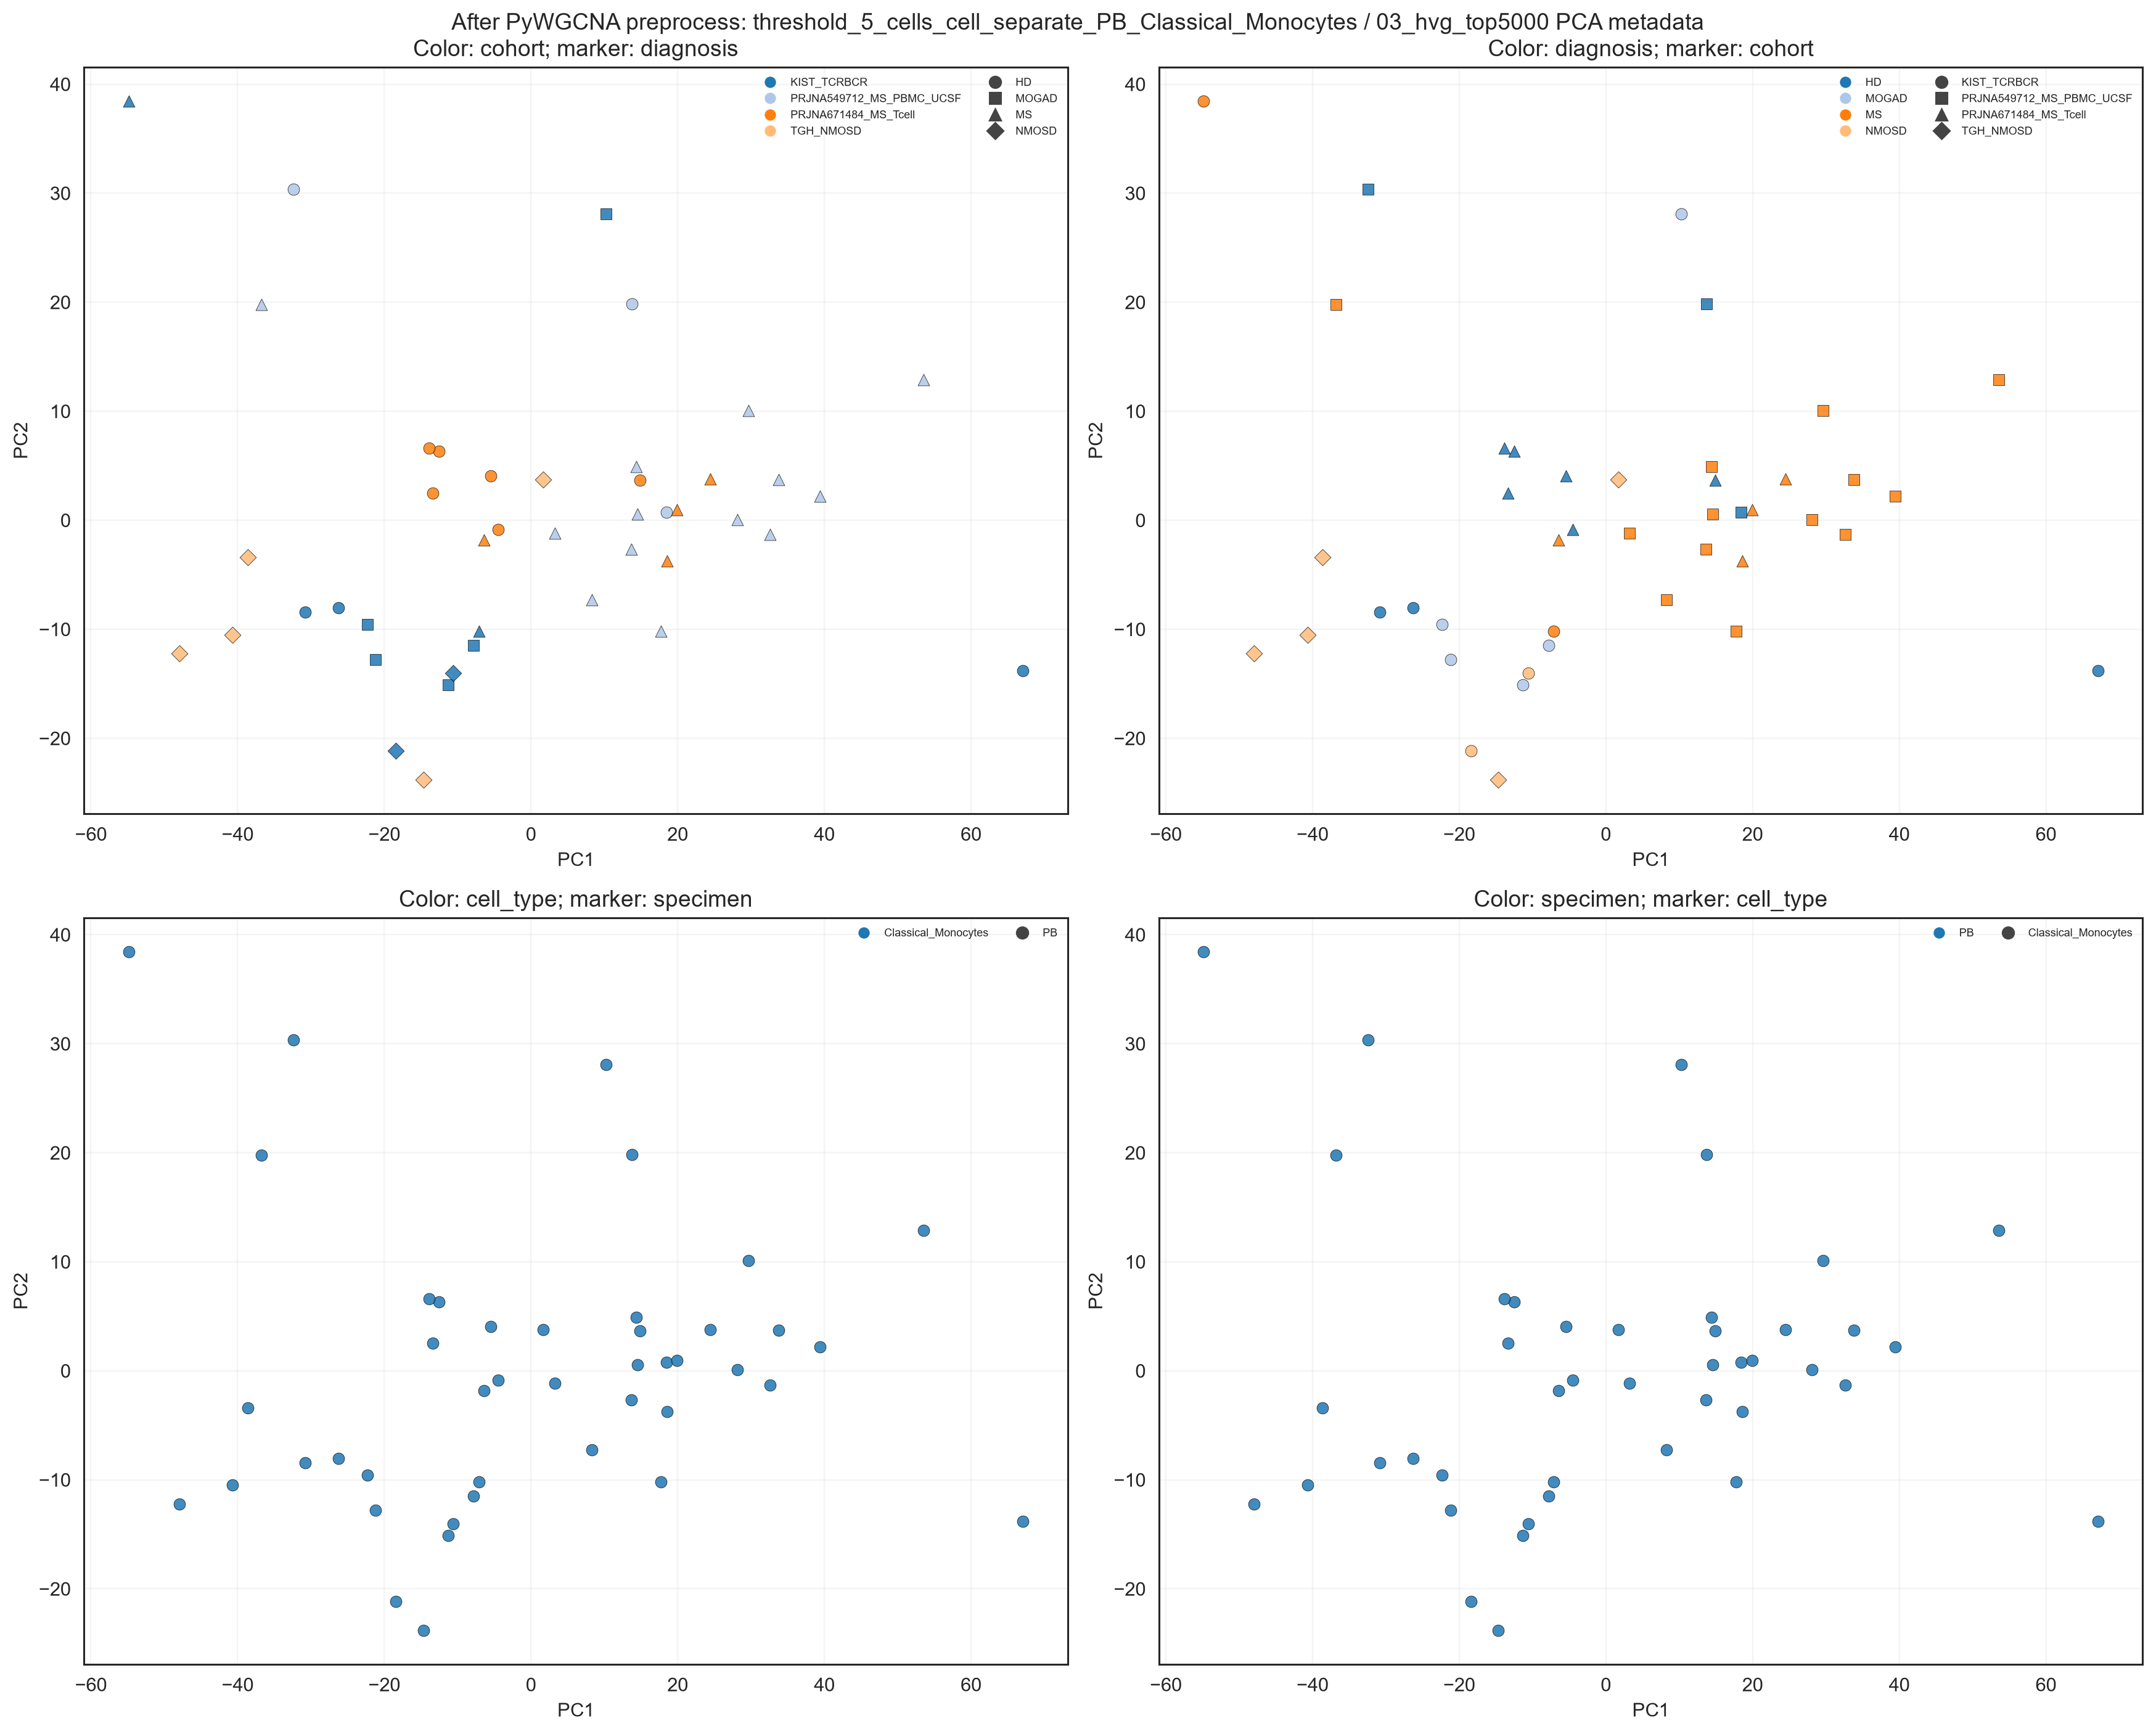 After PyWGCNA preprocess: threshold_5_cells_cell_separate_PB_Classical_Monocytes / 03_hvg_top5000 PCA metadata
Color: cohort; marker: diagnosis
KIST_TCRBCR
PRJNA549712_MS_PBMC_UCSF
PRJNA671484_MS_Tcell
TGH_NMOSD
HD
MOGAD
MS
NMOSD
40
30
20
10
0
−10
−20
PC2
−60
−40
−20
0
20
40
60
PC1
Color: diagnosis; marker: cohort
HD
MOGAD
MS
NMOSD
KIST_TCRBCR
PRJNA549712_MS_PBMC_UCSF
PRJNA671484_MS_Tcell
TGH_NMOSD
40
30
20
10
0
−10
−20
PC2
−60
−40
−20
0
20
40
60
PC1
Color: cell_type; marker: specimen
Classical_Monocytes
PB
40
30
20
10
0
−10
−20
PC2
−60
−40
−20
0
20
40
60
PC1
Color: specimen; marker: cell_type
PB
Classical_Monocytes
40
30
20
10
0
−10
−20
PC2
−60
−40
−20
0
20
40
60
PC1